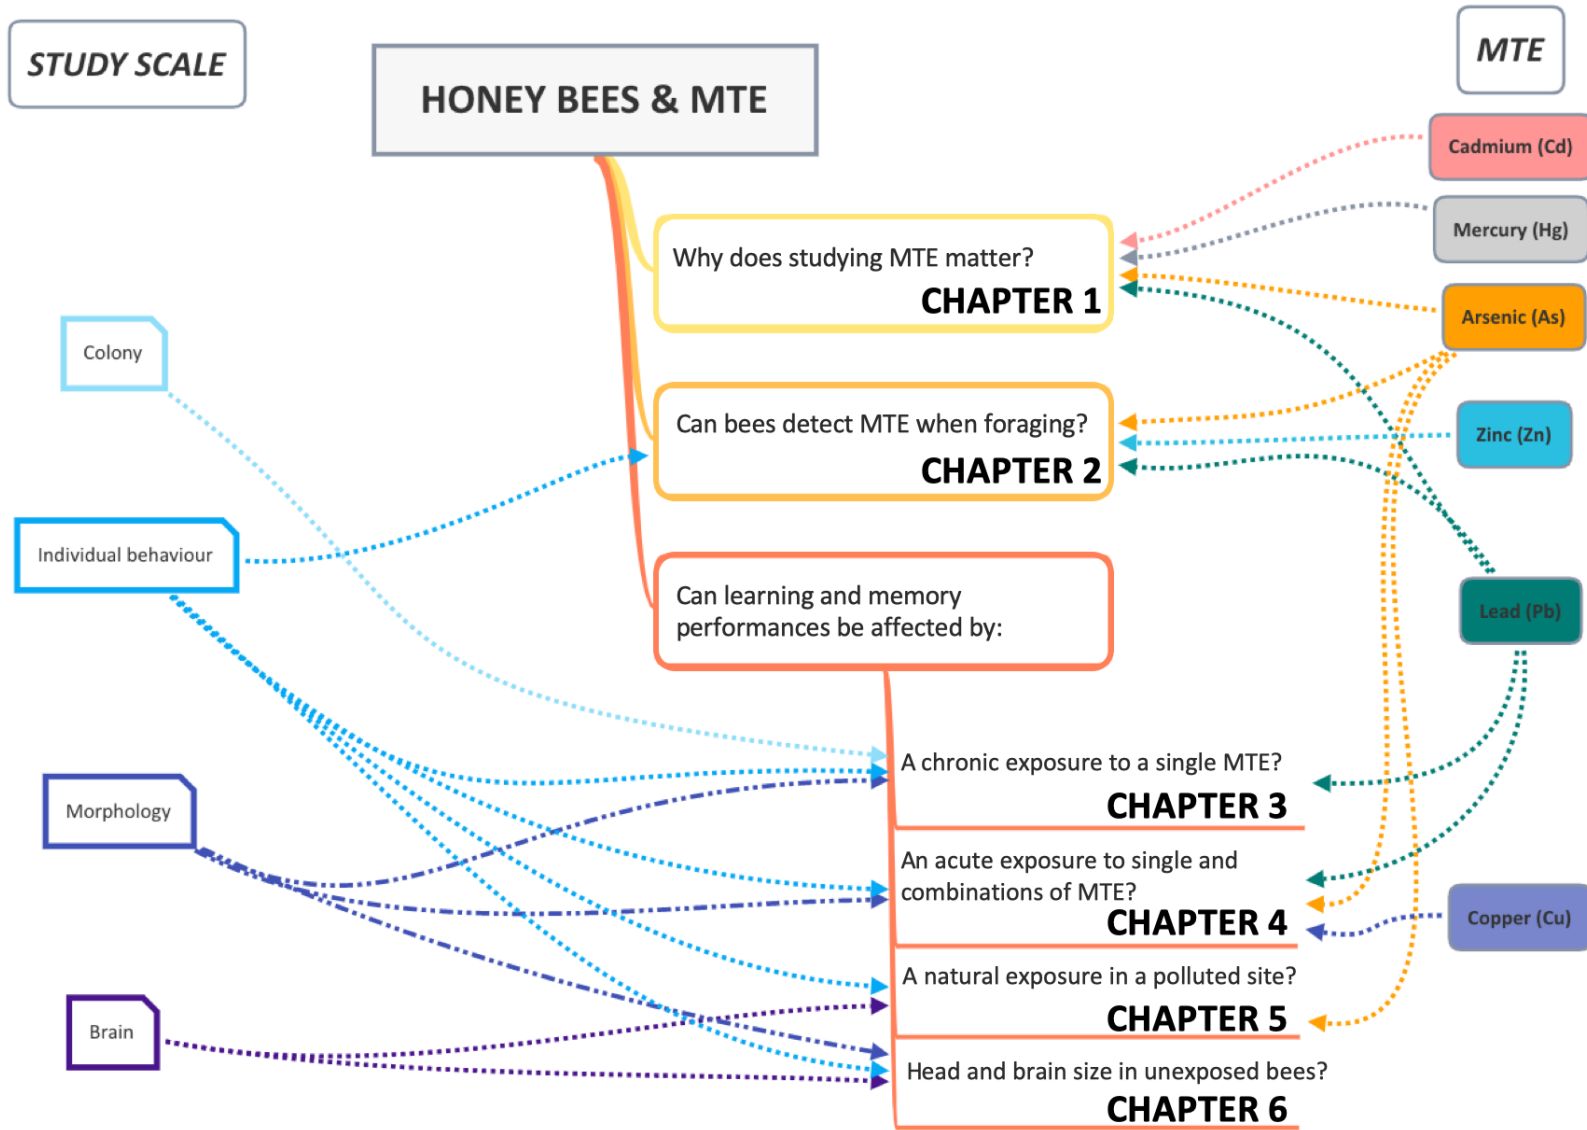 STUDY SCALE
HONEY BEES & MTE
MTE
Cadmium (Cd)
Mercury (Hg)
Why does studying MTE matter?
CHAPTER 1
Arsenic (As)
Colony
Can bees detect MTE when foraging?
CHAPTER 2
Zinc (Zn)
Individual behaviour
Can learning and memory
performances be affected by:
Lead (Pb)
A chronic exposure to a single MTE?
CHAPTER 3
Morphology
An acute exposure to single and
combinations of MTE?
CHAPTER 4
Copper (Cu)
A natural exposure in a polluted site?
CHAPTER 5
Brain
Head and brain size in unexposed bees?
CHAPTER 6